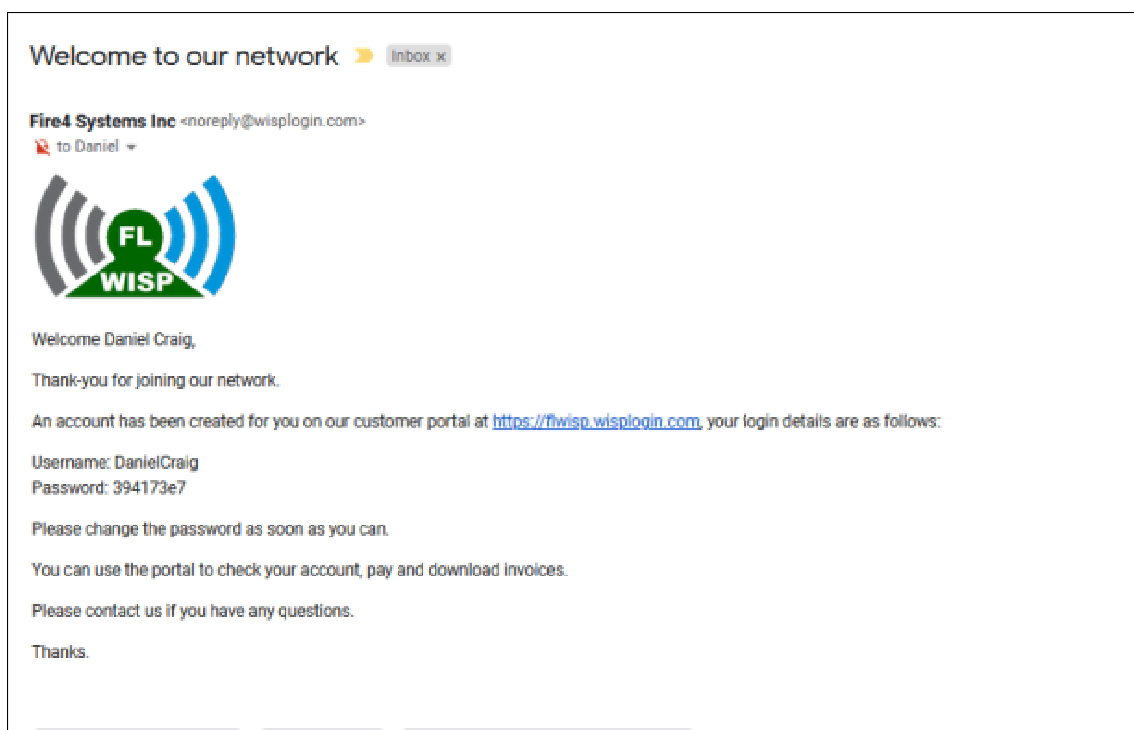 Welcome to our network Inbox x
Fire4 Systems Inc <noreply@wisplogin.com>
to Daniel
FL
WISP
Welcome Daniel Craig,
Thank-you for joining our network.
An account has been created for you on our customer portal at https://flwisp.wisplogin.com, your login details are as follows:
Username: DanielCraig
Password: 394173e7
Please change the password as soon as you can.
You can use the portal to check your account, pay and download invoices.
Please contact us if you have any questions.
Thanks.